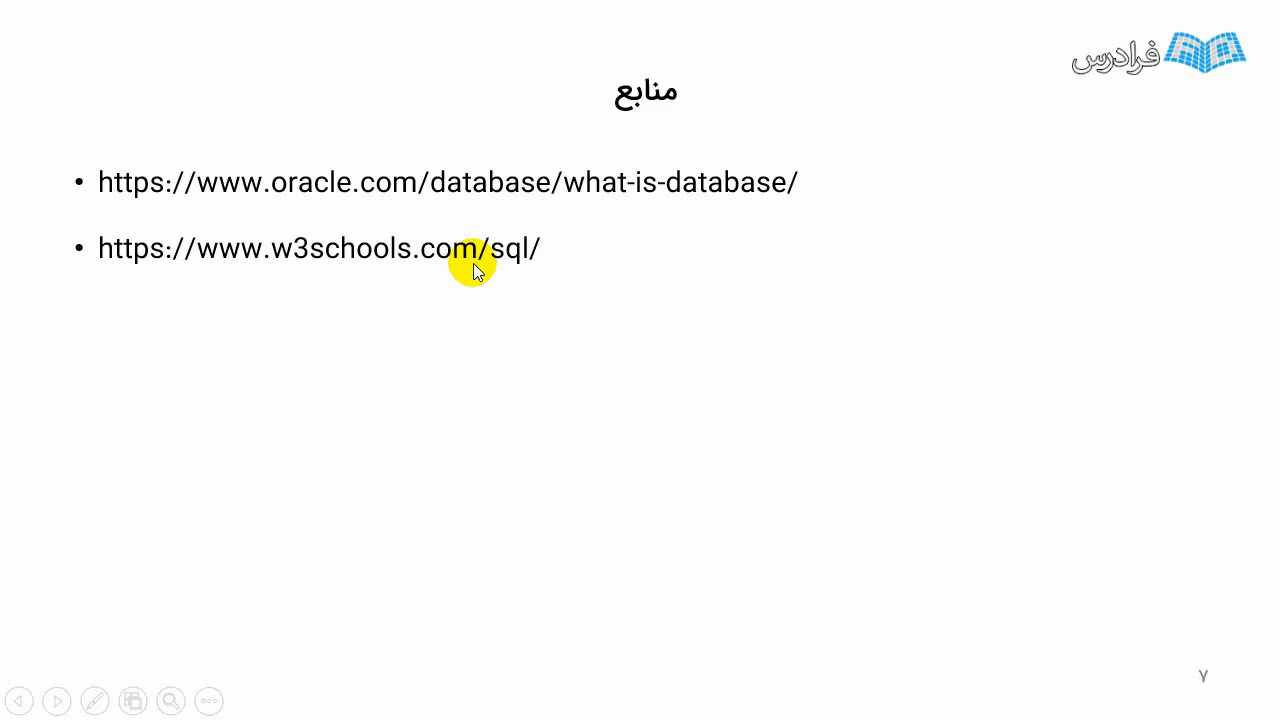 فرادرس
منابع
• https://www.oracle.com/database/what-is-database/
• https://www.w3schools.com/sql/
۷